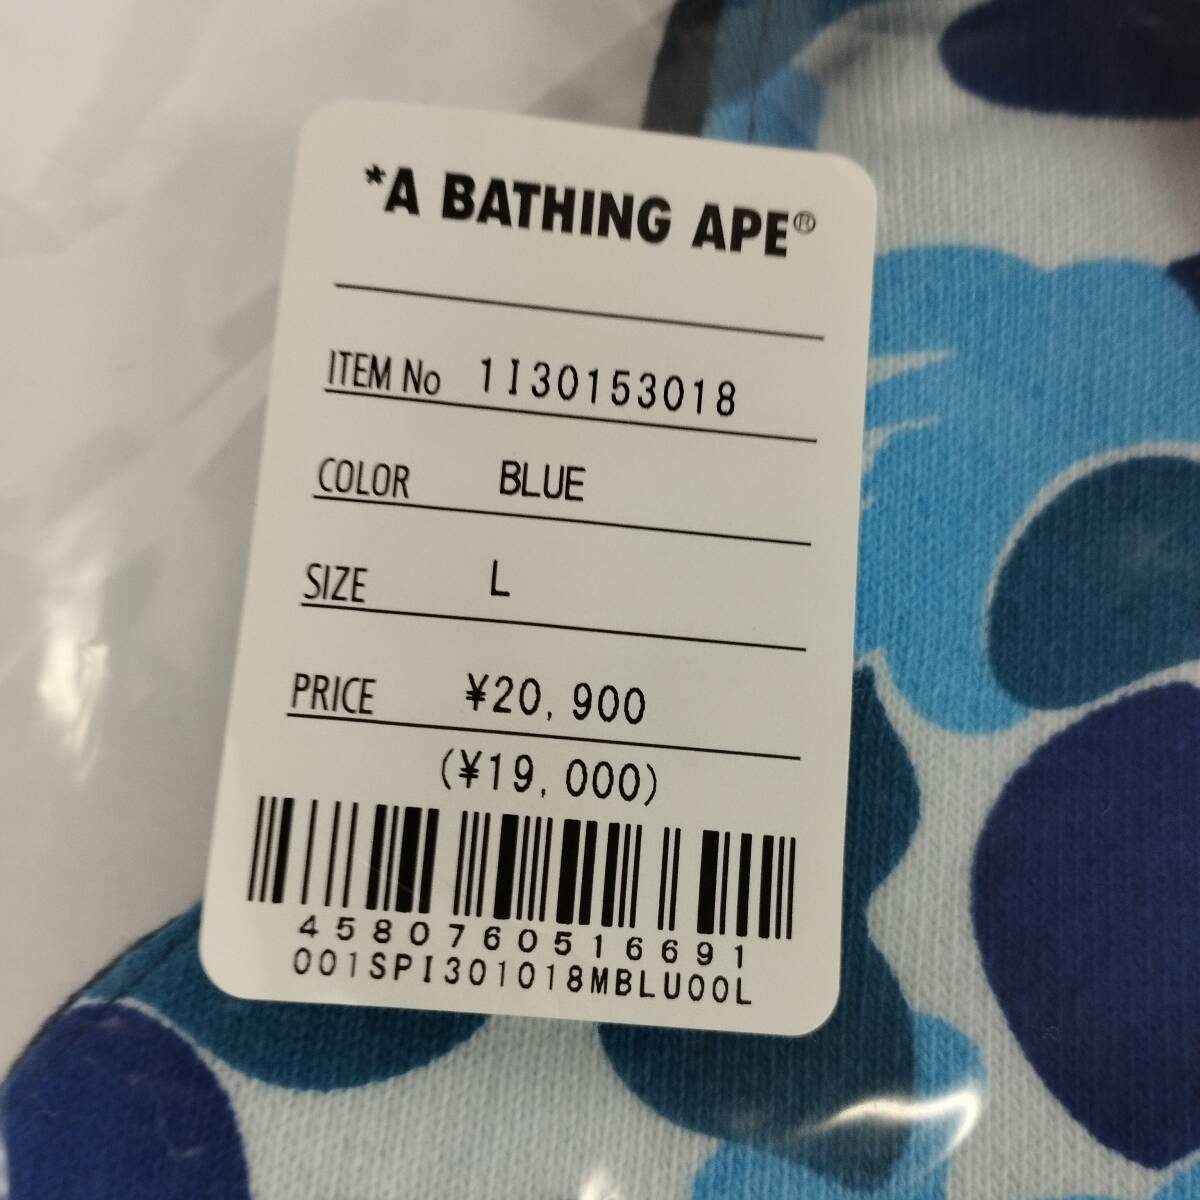 *A BATHING APE®
ITEM No 1I30153018
COLOR BLUE
SIZE L
PRICE ¥20,900
(¥19,000)
4580760516691
001SPI301018MBLU00L